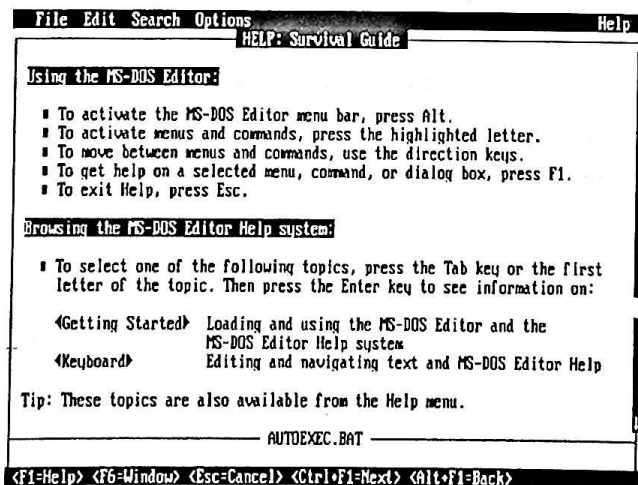 File Edit Search Options Help
HELP: Survival Guide
Using the MS-DOS Editor:
To activate the MS-DOS Editor menu bar, press Alt.
To activate menus and commands, press the highlighted letter.
To move between menus and commands, use the direction keys.
To get help on a selected menu, command, or dialog box, press F1.
To exit Help, press Esc.
Browsing the MS-DOS Editor Help system:
To select one of the following topics, press the Tab key or the first
letter of the topic. Then press the Enter key to see information on:
◄Getting Started► Loading and using the MS-DOS Editor and the
MS-DOS Editor Help system
◄Keyboard► Editing and navigating text and MS-DOS Editor Help
Tip: These topics are also available from the Help menu.
AUTOEXEC.BAT
<F1=Help> <F6=Window> <Esc=Cancel> <Ctrl+F1=Next> <Alt+F1=Back>